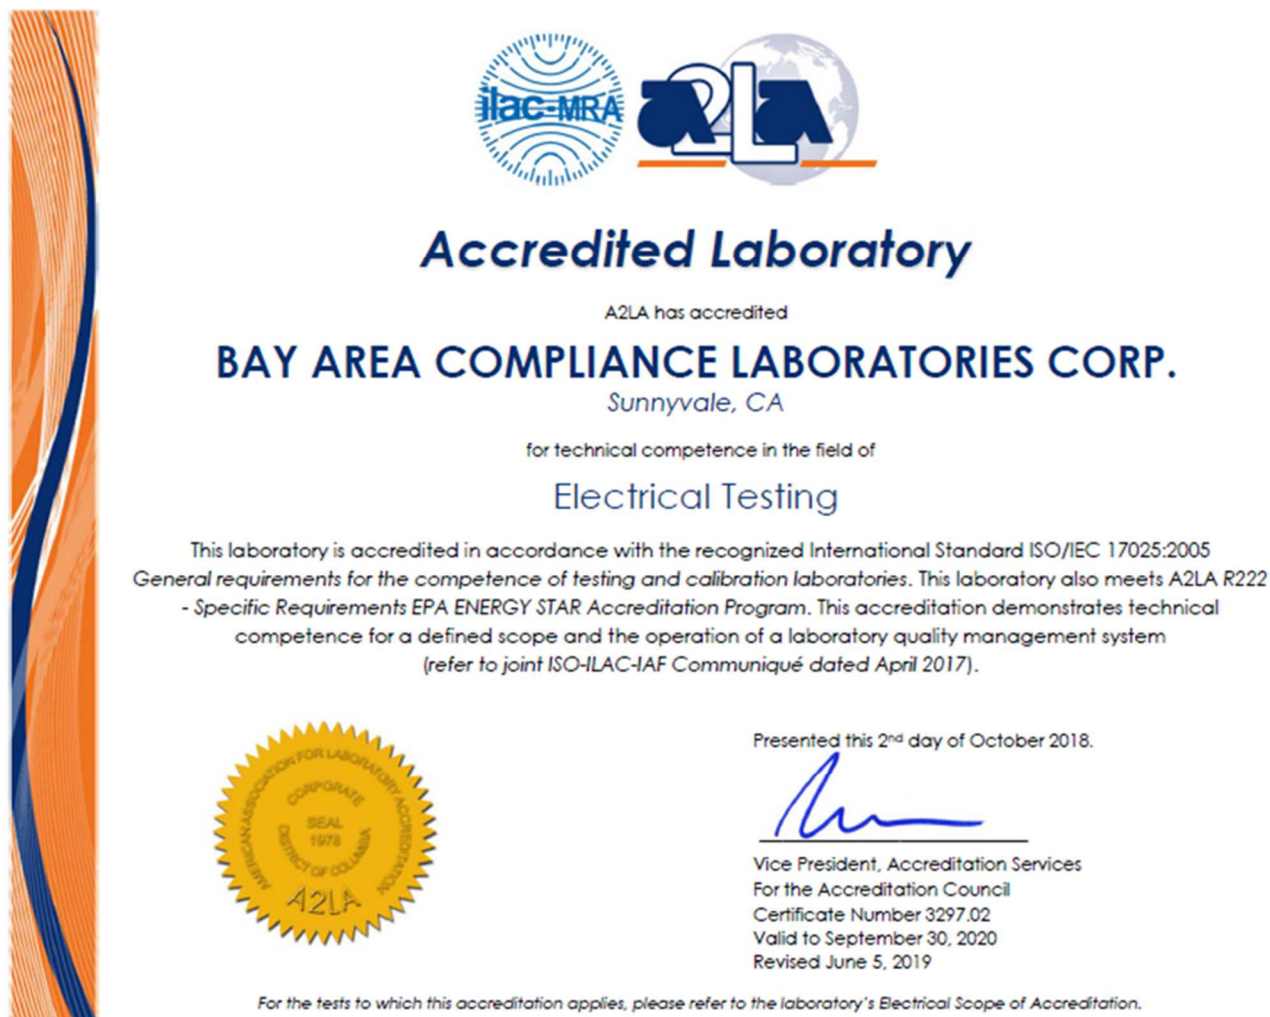 ilac-MRA
A2LA
Accredited Laboratory
A2LA has accredited
BAY AREA COMPLIANCE LABORATORIES CORP.
Sunnyvale, CA
for technical competence in the field of
Electrical Testing
This laboratory is accredited in accordance with the recognized International Standard ISO/IEC 17025:2005
General requirements for the competence of testing and calibration laboratories. This laboratory also meets A2LA R222
- Specific Requirements EPA ENERGY STAR Accreditation Program. This accreditation demonstrates technical
competence for a defined scope and the operation of a laboratory quality management system
(refer to joint ISO-ILAC-IAF Communiqué dated April 2017).
AMERICAN ASSOCIATION FOR LABORATORY ACCREDITATION
CORPORATE
SEAL
1978
DISTRICT OF COLUMBIA
A2LA
Presented this 2nd day of October 2018.
Vice President, Accreditation Services
For the Accreditation Council
Certificate Number 3297.02
Valid to September 30, 2020
Revised June 5, 2019
For the tests to which this accreditation applies, please refer to the laboratory's Electrical Scope of Accreditation.